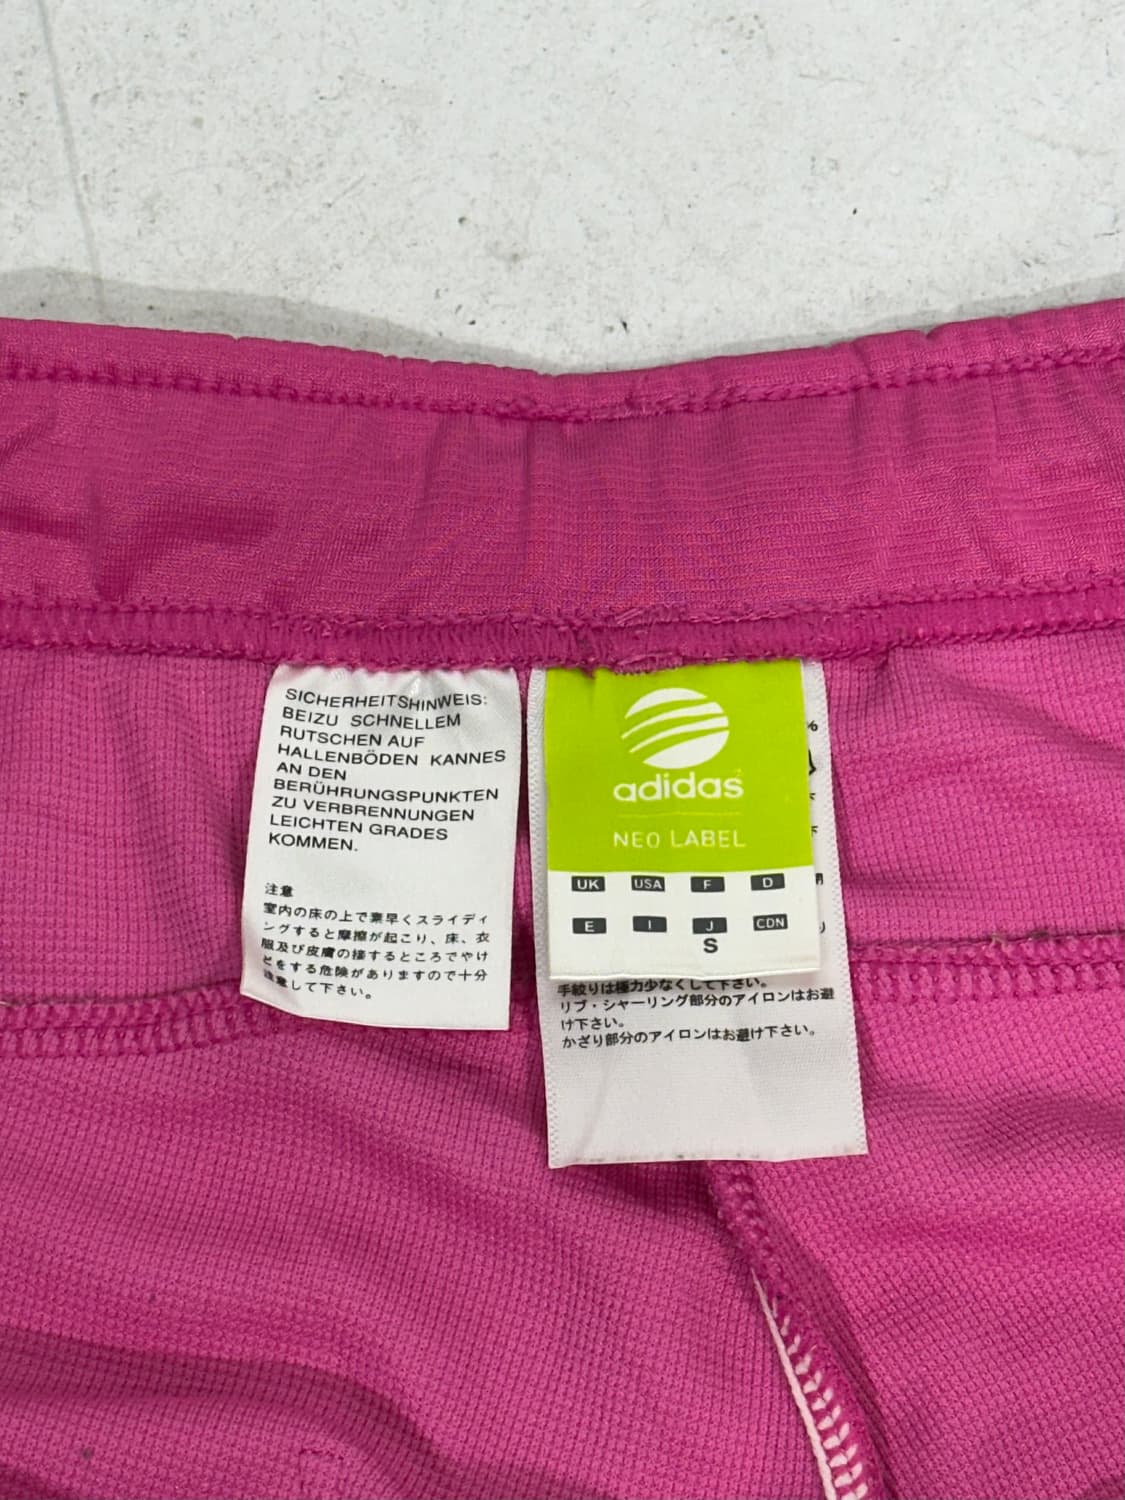 SICHERHEITSHINWEIS:
BEIZU SCHNELLEM
RUTSCHEN AUF
HALLENBÖDEN KANNES
AN DEN
BERÜHRUNGSPUNKTEN
ZU VERBRENNUNGEN
LEICHTEN GRADES
KOMMEN.
注意
室内の床の上で素早くスライディ
ングすると摩擦が起こり、床、衣
服及び皮膚の接するところでやけ
どをする危険がありますので十分
注意して下さい。
adidas
NEO LABEL
UK USA F D
E I J CDN
S
手絞りは極力少なくして下さい。
リブ・シャーリング部分のアイロンはお避
け下さい。
かざり部分のアイロンはお避け下さい。